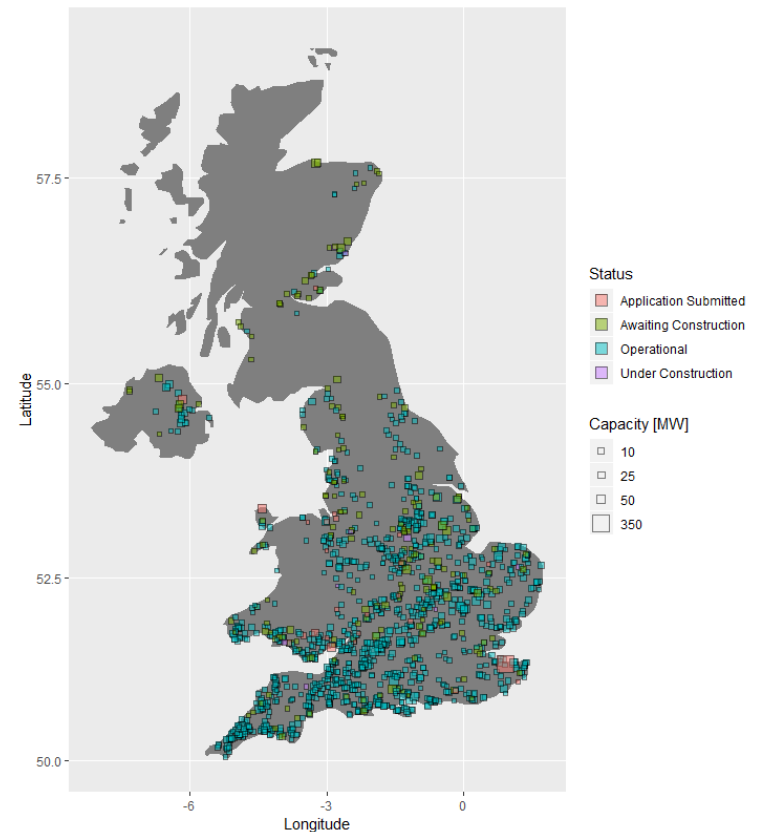 57.5
55.0
52.5
50.0
Latitude
-6
-3
0
Longitude
Status
Application Submitted
Awaiting Construction
Operational
Under Construction
Capacity [MW]
10
25
50
350